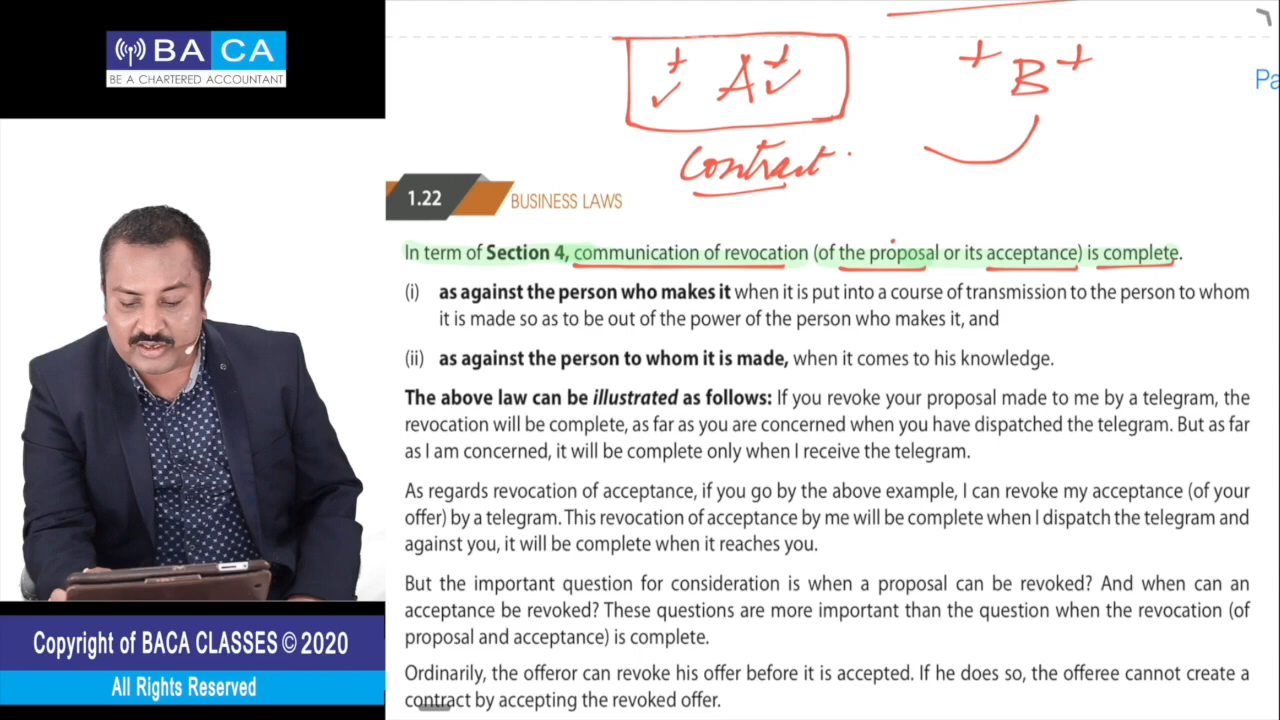 BACA
BE A CHARTERED ACCOUNTANT
+ A +
+ B +
Pa
Contract
1.22 BUSINESS LAWS
In term of Section 4, communication of revocation (of the proposal or its acceptance) is complete.
(i) as against the person who makes it when it is put into a course of transmission to the person to whom
it is made so as to be out of the power of the person who makes it, and
(ii) as against the person to whom it is made, when it comes to his knowledge.
The above law can be illustrated as follows: If you revoke your proposal made to me by a telegram, the
revocation will be complete, as far as you are concerned when you have dispatched the telegram. But as far
as I am concerned, it will be complete only when I receive the telegram.
As regards revocation of acceptance, if you go by the above example, I can revoke my acceptance (of your
offer) by a telegram. This revocation of acceptance by me will be complete when I dispatch the telegram and
against you, it will be complete when it reaches you.
But the important question for consideration is when a proposal can be revoked? And when can an
acceptance be revoked? These questions are more important than the question when the revocation (of
proposal and acceptance) is complete.
Ordinarily, the offeror can revoke his offer before it is accepted. If he does so, the offeree cannot create a
contract by accepting the revoked offer.
Copyright of BACA CLASSES © 2020
All Rights Reserved